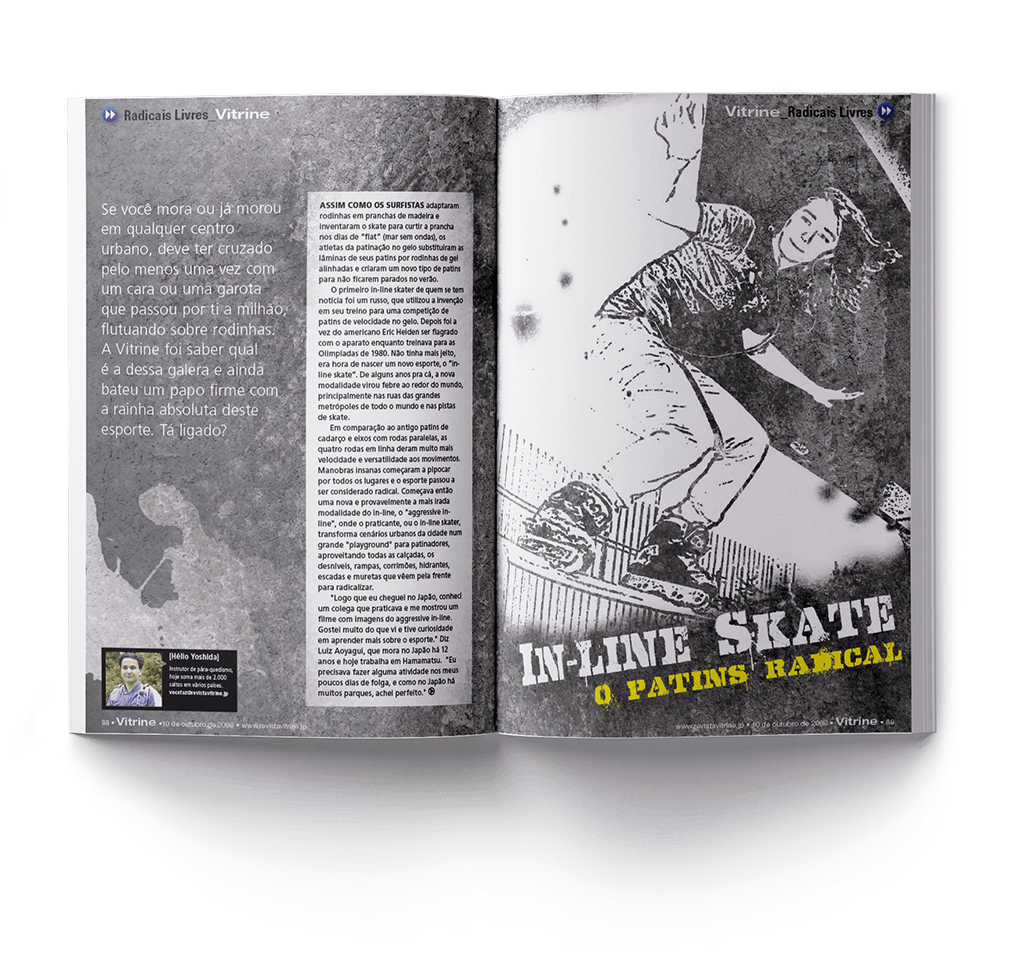 Radicais Livres_Vitrine
Se você mora ou já morou
em qualquer centro
urbano, deve ter cruzado
pelo menos uma vez com
um cara ou uma garota
que passou por ti a milhão,
flutuando sobre rodinhas.
A Vitrine foi saber qual
é a dessa galera e ainda
bateu um papo firme com
a rainha absoluta deste
esporte. Tá ligado?
[Hélio Yoshida]
Instrutor de pára-quedismo,
hoje soma mais de 2.000
saltos em vários países.
vocefaz@revistavitrine.jp
ASSIM COMO OS SURFISTAS adaptaram
rodinhas em pranchas de madeira e
inventaram o skate para curtir a prancha
nos dias de "flat" (mar sem ondas), os
atletas da patinação no gelo substituíram as
lâminas de seus patins por rodinhas de gel
alinhadas e criaram um novo tipo de patins
para não ficarem parados no verão.
O primeiro in-line skater de quem se tem
notícia foi um russo, que utilizou a invenção
em seu treino para uma competição de
patins de velocidade no gelo. Depois foi a
vez do americano Eric Heiden ser flagrado
com o aparato enquanto treinava para as
Olimpíadas de 1980. Não tinha mais jeito,
era hora de nascer um novo esporte, o "in-
line skate". De alguns anos pra cá, a nova
modalidade virou febre ao redor do mundo,
principalmente nas ruas das grandes
metrópoles de todo o mundo e nas pistas
de skate.
Em comparação ao antigo patins de
cadarço e eixos com rodas paralelas, as
quatro rodas em linha deram muito mais
velocidade e versatilidade aos movimentos.
Manobras insanas começaram a pipocar
por todos os lugares e o esporte passou a
ser considerado radical. Começava então
uma nova e provavelmente a mais irada
modalidade do in-line, o "aggressive in-
line", onde o praticante, ou o in-line skater,
transforma cenários urbanos da cidade num
grande "playground" para patinadores,
aproveitando todas as calçadas, os
desníveis, rampas, corrimões, hidrantes,
escadas e muretas que vêem pela frente
para radicalizar.
"Logo que eu cheguei no Japão, conheci
um colega que praticava e me mostrou um
filme com imagens do aggressive in-line.
Gostei muito do que vi e tive curiosidade
em aprender mais sobre o esporte." Diz
Luiz Aoyagui, que mora no Japão há 12
anos e hoje trabalha em Hamamatsu. "Eu
precisava fazer alguma atividade nos meus
poucos dias de folga, e como no Japão há
muitos parques, achei perfeito."
88 • Vitrine •10 de outubro de 2008 • www.revistavitrine.jp
Vitrine_Radicais Livres
IN-LINE SKATE
O PATINS RADICAL
www.revistavitrine.jp • 10 de outubro de 2008 • Vitrine • 89